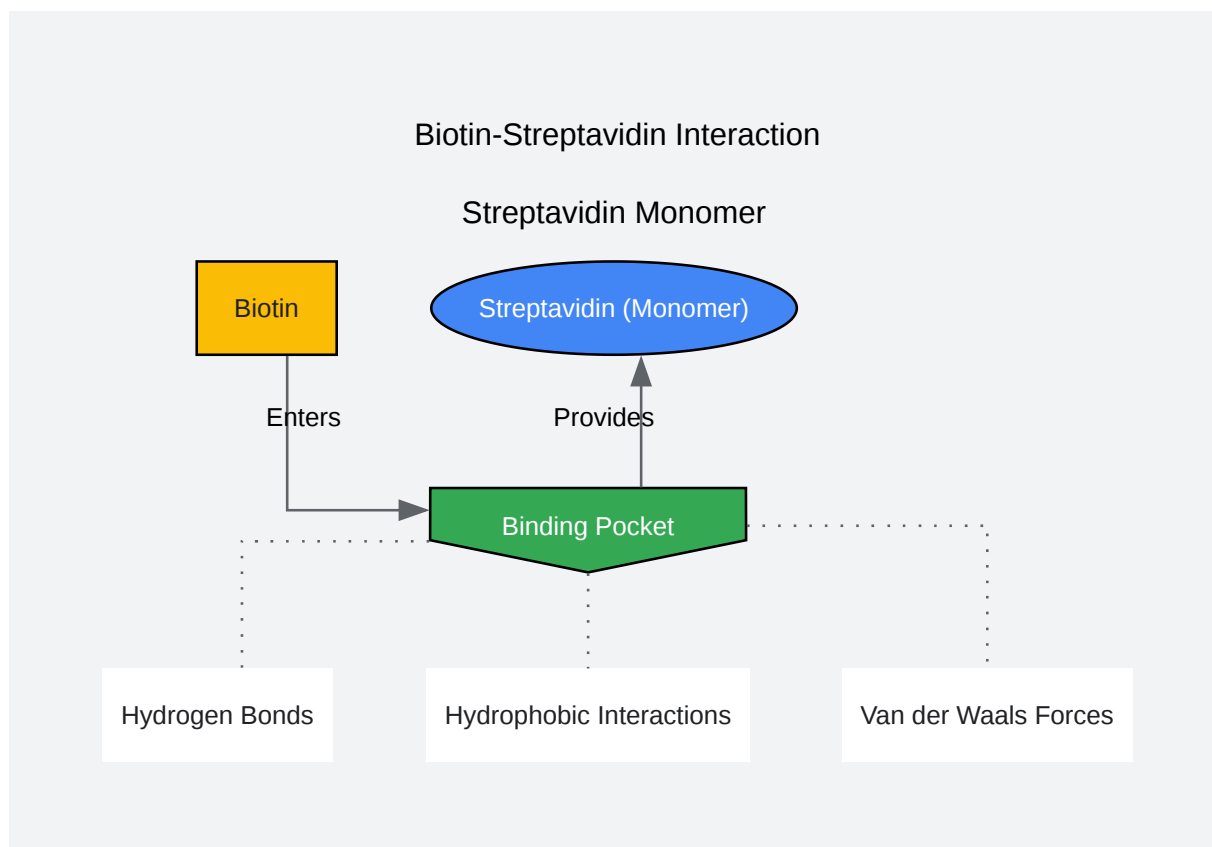 Biotin-Streptavidin Interaction
Streptavidin Monomer
Biotin
Streptavidin (Monomer)
Enters
Provides
Binding Pocket
Hydrogen Bonds
Hydrophobic Interactions
Van der Waals Forces